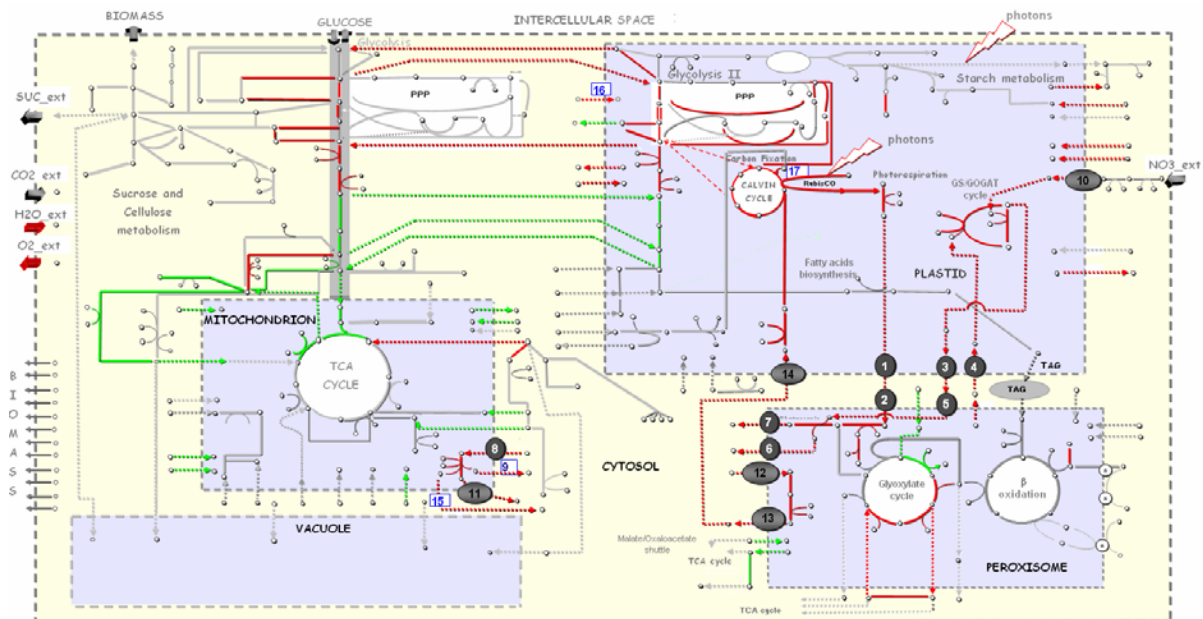 BIOMASS
GLUCOSE
INTERCELLULAR SPACE
photons
Glycolysis
Glycolysis II
Starch metabolism
PPP
PPP
SUC_ext
16
photons
Carbon Fixation
17
CO2_ext
NO3_ext
Sucrose and
Cellulose
metabolism
CALVIN
CYCLE
RubisCO
Photorespiration
GS/GOGAT
cycle
10
H2O_ext
O2_ext
Fatty acids
biosynthesis
PLASTID
MITOCHONDRION
TCA
CYCLE
TAG
14
1
3
4
TAG
2
5
BIOMASS
7
6
8
9
12
CYTOSOL
11
15
13
Glyoxylate
cycle
β
oxidation
VACUOLE
Malate/Oxaloacetate
shuttle
TCA cycle
PEROXISOME
TCA cycle